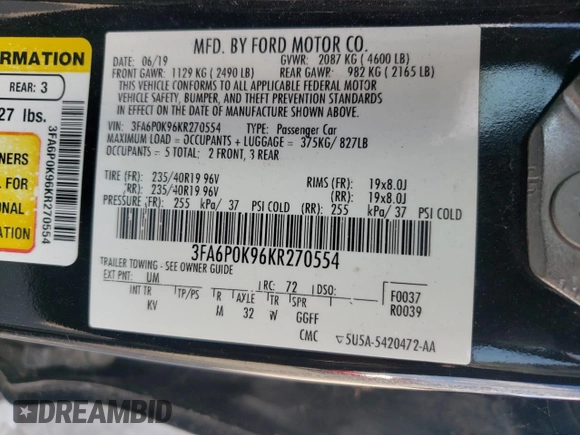 ORMATION
REAR: 3
27 lbs.
NERS
L FOR
ONAL
ON
3FA6P0K96KR270554
MFD. BY FORD MOTOR CO.
DATE: 06/19 GVWR: 2087 KG ( 4600 LB)
FRONT GAWR: 1129 KG ( 2490 LB) REAR GAWR: 982 KG ( 2165 LB)
THIS VEHICLE CONFORMS TO ALL APPLICABLE FEDERAL MOTOR
VEHICLE SAFETY, BUMPER, AND THEFT PREVENTION STANDARDS
IN EFFECT ON THE DATE OF MANUFACTURE SHOWN ABOVE.
VIN: 3FA6P0K96KR270554 TYPE: Passenger Car
MAXIMUM LOAD = OCCUPANTS + LUGGAGE = 375KG/ 827LB
OCCUPANTS = 5 TOTAL: 2 FRONT, 3 REAR
TIRE (FR): 235/40R19 96V RIMS (FR): 19x8.0J
(RR): 235/40R19 96V (RR): 19x8.0J
PRESSURE (FR): 255 kPa/ 37 PSI COLD (RR): 255 kPa/ 37 PSI COLD
3FA6P0K96KR270554
TRAILER TOWING - SEE OWNER GUIDE
EXT PNT: UM RC: 72 DSO:
INT TR TP/PS R AXLE TR SPR
KV M 32 W GGFF
F0037
R0039
CMC 5U5A-5420472-AA
DREAMBID